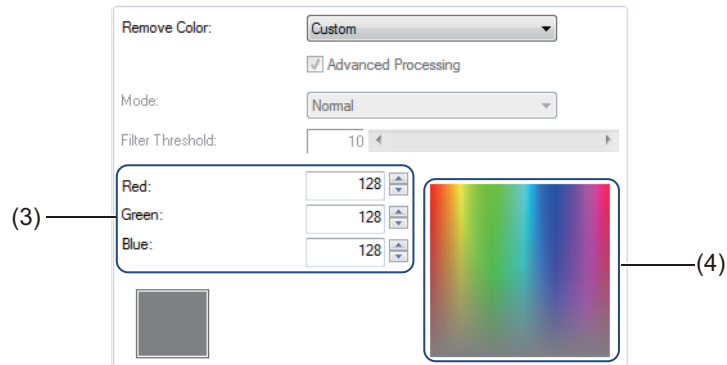 Remove Color: Custom
Advanced Processing
Mode: Normal
Filter Threshold: 10
Red: 128
(3) Green: 128
Blue: 128
(4)